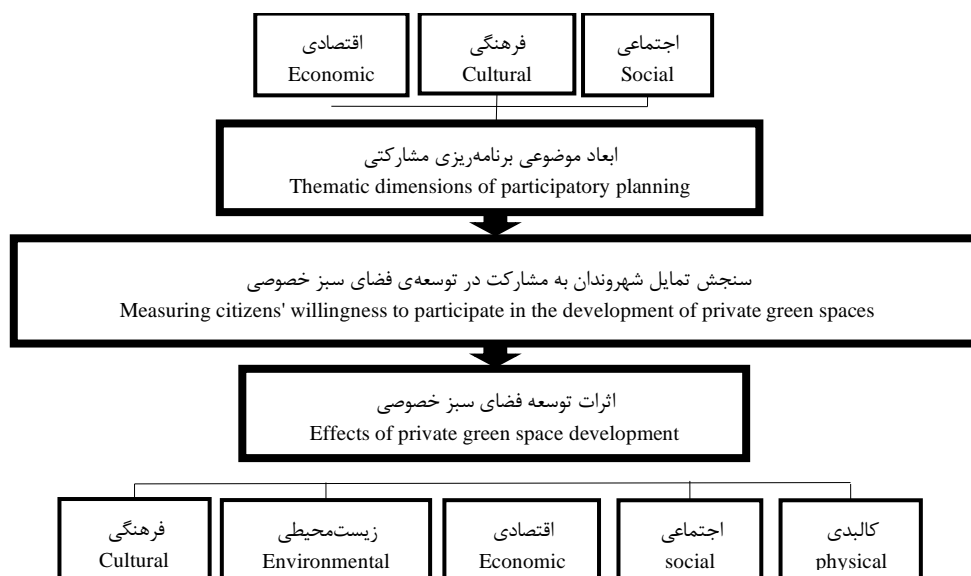 اقتصادی
Economic
فرهنگی
Cultural
اجتماعی
Social
ابعاد موضوعی برنامه‌ریزی مشارکتی
Thematic dimensions of participatory planning
سنجش تمایل شهروندان به مشارکت در توسعه‌ی فضای سبز خصوصی
Measuring citizens' willingness to participate in the development of private green spaces
اثرات توسعه فضای سبز خصوصی
Effects of private green space development
فرهنگی
Cultural
زیست‌محیطی
Environmental
اقتصادی
Economic
اجتماعی
social
کالبدی
physical